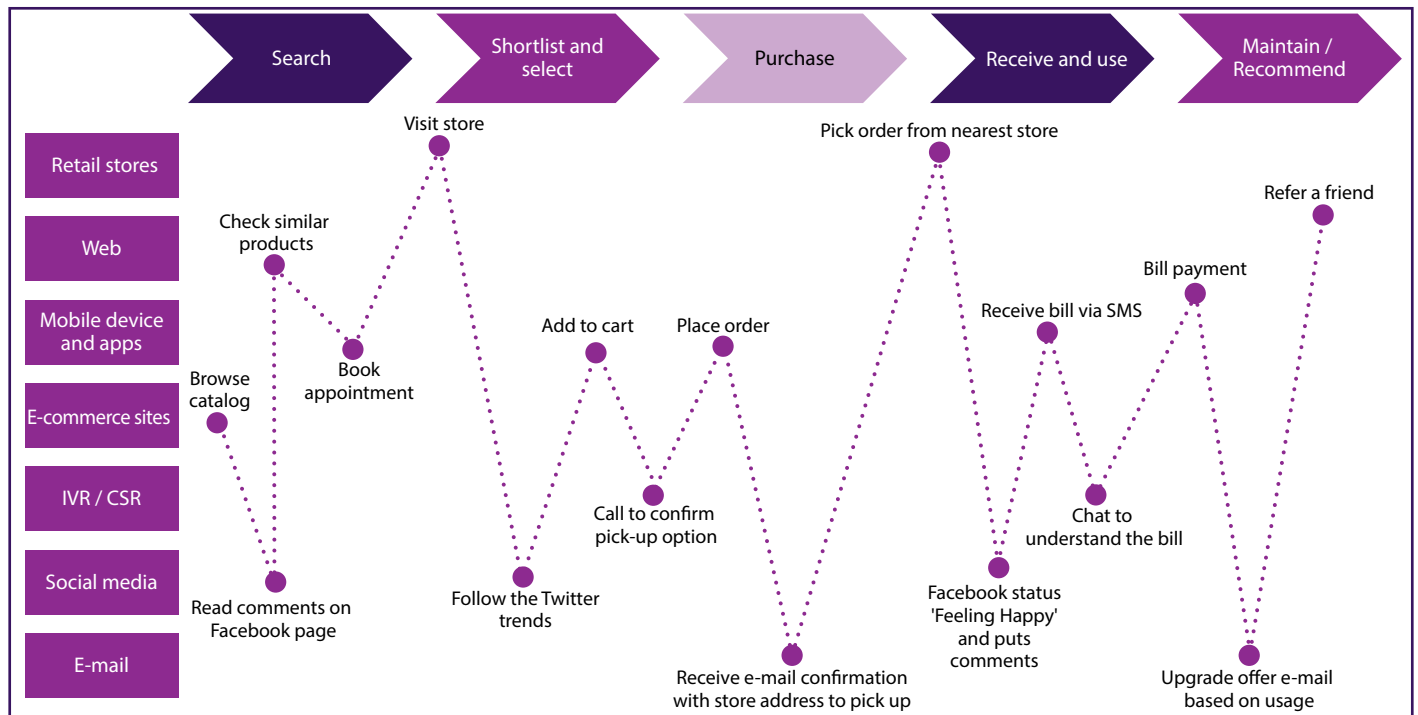 Search
Shortlist and
select
Purchase
Receive and use
Maintain /
Recommend
Retail stores
Web
Mobile device
and apps
E-commerce sites
IVR / CSR
Social media
E-mail
Browse
catalog
Read comments on
Facebook page
Check similar
products
Book
appointment
Visit store
Follow the Twitter
trends
Add to cart
Call to confirm
pick-up option
Place order
Receive e-mail confirmation
with store address to pick up
Pick order from nearest store
Facebook status
'Feeling Happy'
and puts
comments
Receive bill via SMS
Chat to
understand the bill
Bill payment
Upgrade offer e-mail
based on usage
Refer a friend